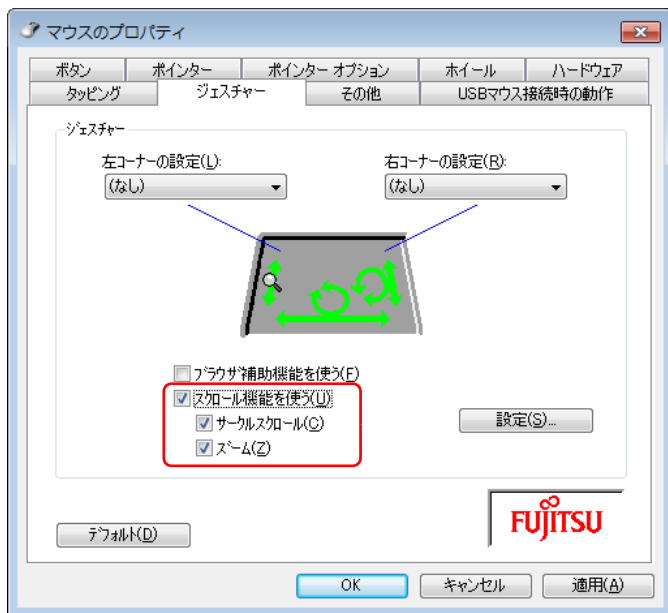 マウスのプロパティ
ボタン ポインター ポインター オプション ホイール ハードウェア
タッピング ジェスチャー その他 USBマウス接続時の動作
ジェスチャー
左コーナーの設定(L): 右コーナーの設定(R):
(なし) (なし)
ブラウザ補助機能を使う(F)
スクロール機能を使う(U)
サークルスクロール(C) 設定(S)...
ズーム(Z)
FUJITSU
デフォルト(D)
OK キャンセル 適用(A)